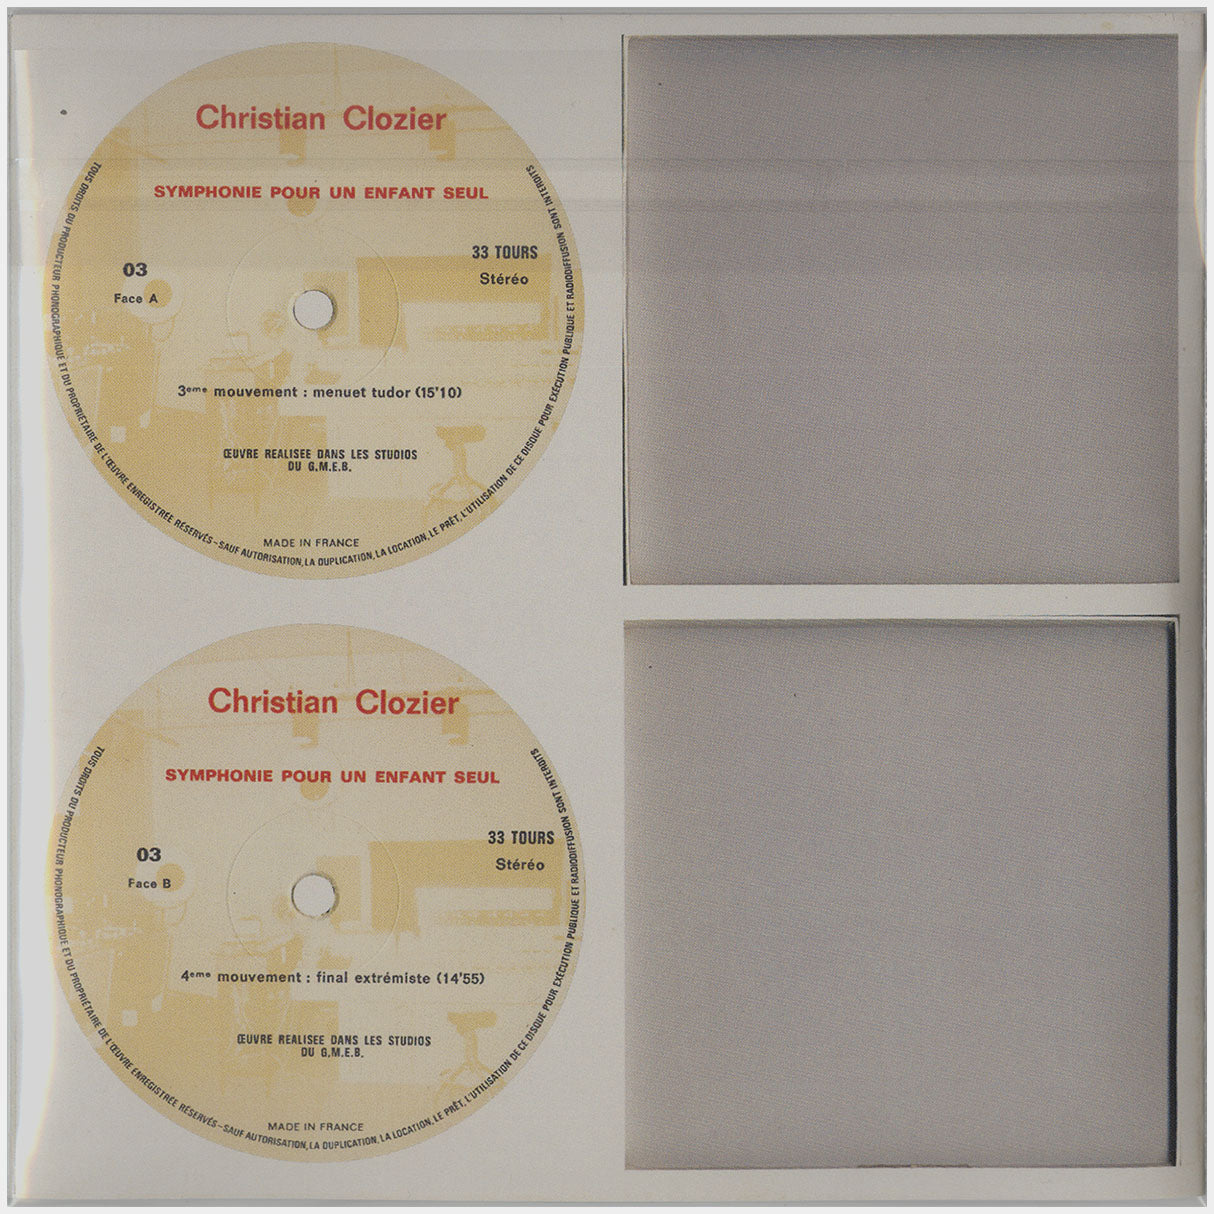 Christian Clozier
SYMPHONIE POUR UN ENFANT SEUL
33 TOURS
Stéréo
03
Face A
3eme mouvement : menuet tudor (15'10)
ŒUVRE REALISEE DANS LES STUDIOS
DU G.M.E.B.
MADE IN FRANCE
TOUS DROITS DU PRODUCTEUR PHONOGRAPHIQUE ET DU PROPRIÉTAIRE DE L'ŒUVRE ENREGISTRÉE RÉSERVÉS - SAUF AUTORISATION, LA DUPLICATION, LA LOCATION, LE PRÊT, L'UTILISATION DE CE DISQUE POUR EXÉCUTION PUBLIQUE ET RADIODIFFUSION SONT INTERDITS
Christian Clozier
SYMPHONIE POUR UN ENFANT SEUL
33 TOURS
Stéréo
03
Face B
4eme mouvement : final extrémiste (14'55)
ŒUVRE REALISEE DANS LES STUDIOS
DU G.M.E.B.
MADE IN FRANCE
TOUS DROITS DU PRODUCTEUR PHONOGRAPHIQUE ET DU PROPRIÉTAIRE DE L'ŒUVRE ENREGISTRÉE RÉSERVÉS - SAUF AUTORISATION, LA DUPLICATION, LA LOCATION, LE PRÊT, L'UTILISATION DE CE DISQUE POUR EXÉCUTION PUBLIQUE ET RADIODIFFUSION SONT INTERDITS